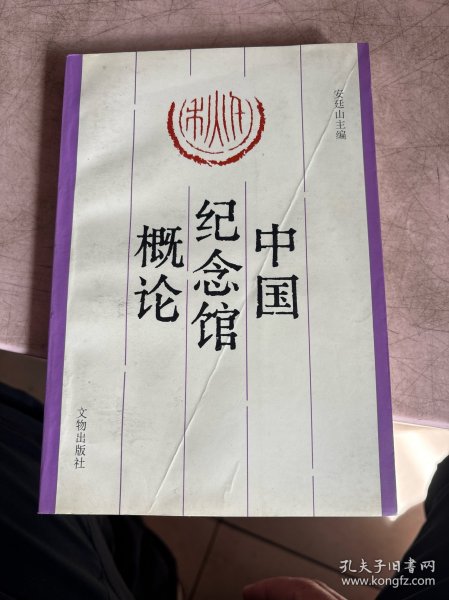 安廷山主编
中国
纪念馆
概论
文物出版社
孔夫子旧书网
www.kongfz.com